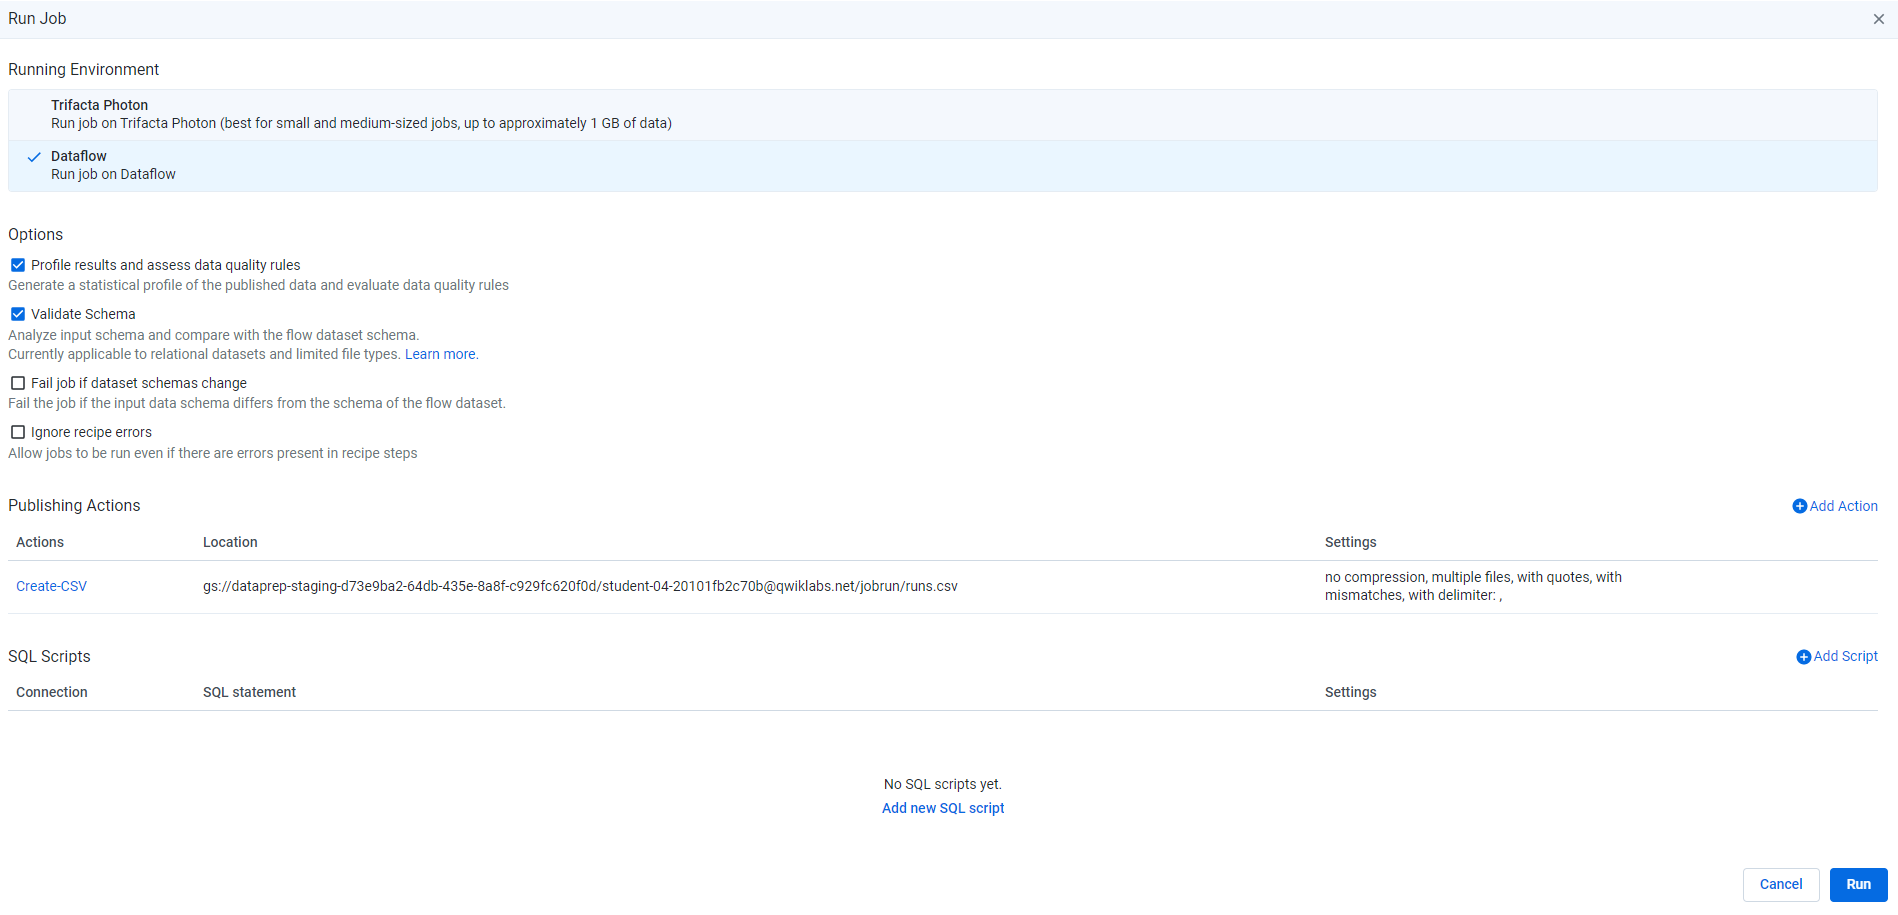 Run Job
Running Environment
Trifacta Photon
Run job on Trifacta Photon (best for small and medium-sized jobs, up to approximately 1 GB of data)
Dataflow
Run job on Dataflow
Options
Profile results and assess data quality rules
Generate a statistical profile of the published data and evaluate data quality rules
Validate Schema
Analyze input schema and compare with the flow dataset schema.
Currently applicable to relational datasets and limited file types. Learn more.
Fail job if dataset schemas change
Fail the job if the input data schema differs from the schema of the flow dataset.
Ignore recipe errors
Allow jobs to be run even if there are errors present in recipe steps
Publishing Actions
Add Action
Actions Location Settings
Create-CSV gs://dataprep-staging-d73e9ba2-64db-435e-8a8f-c929fc620f0d/student-04-20101fb2c70b@qwiklabs.net/jobrun/runs.csv no compression, multiple files, with quotes, with
mismatches, with delimiter: ,
SQL Scripts
Add Script
Connection SQL statement Settings
No SQL scripts yet.
Add new SQL script
Cancel Run